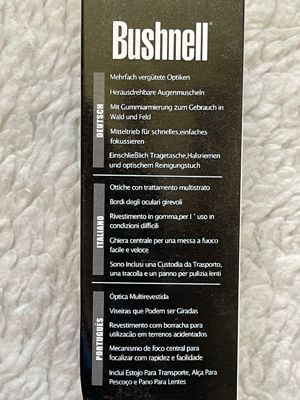 Bushnell®
DEUTSCH
Mehrfach vergütete Optiken
Herausdrehbare Augenmuscheln
Mit Gummiarmierung zum Gebrauch in
Wald und Feld
Mitteltrieb für schnelles,einfaches
fokussieren
Einschließlich Tragetasche,Halsriemen
und optischem Reinigungstuch
ITALIANO
Ottiche con trattamento multistrato
Bordi degli oculari girevoli
Rivestimento in gomma,per l' uso in
condizioni difficili
Ghiera centrale per una messa a fuoco
facile e veloce
Sono Inclusi una Custodia da Trasporto,
una tracolla e un panno per pulizia lenti
PORTUGUÊS
Óptica Multirevestida
Viseiras que Podem ser Giradas
Revestimento com borracha para
utilizacão em terrenos acidentados
Mecanismo de foco central para
focalizar com rapidez e facilidade
Inclui Estojo Para Transporte, Alça Para
Pescoço e Pano Para Lentes